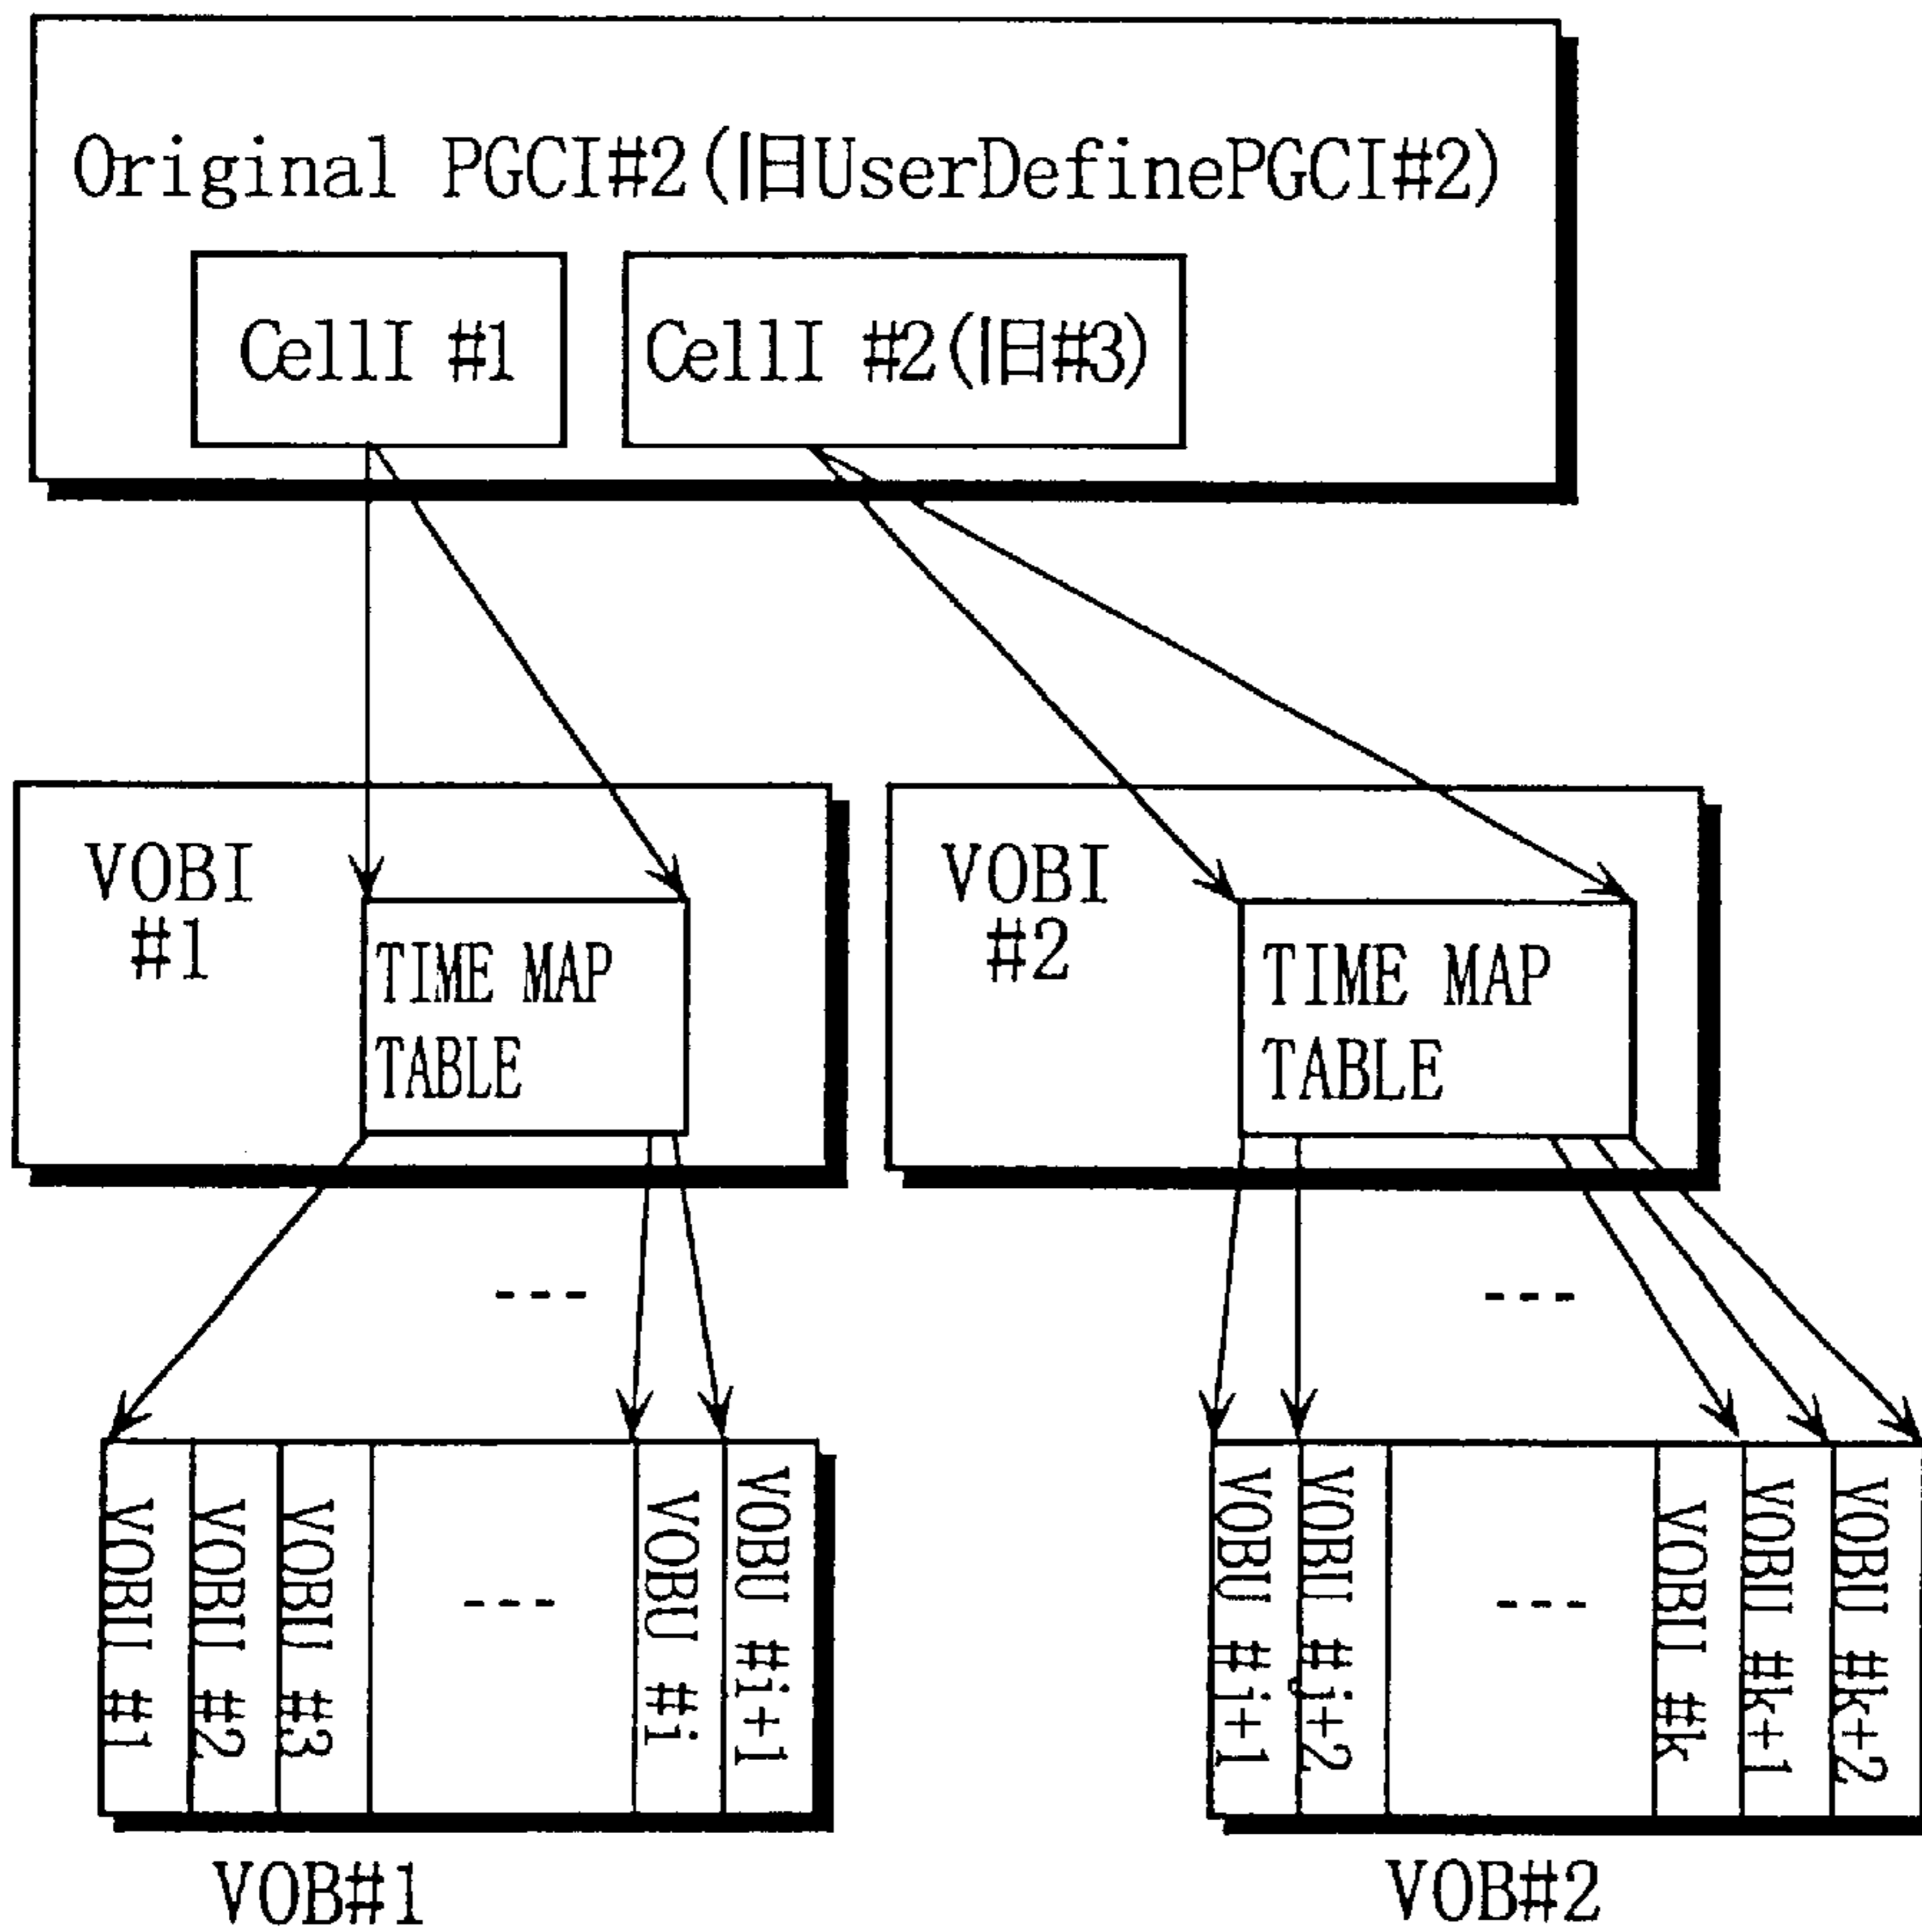 Original PGCI#2(旧UserDefinePGCI#2)
CellI #1
CellI #2(旧#3)
VOBI
#1
TIME MAP
TABLE
VOBI
#2
TIME MAP
TABLE
---
---
VOBU #1
VOBU #2
VOBU #3
---
VOBU #i
VOBU #i+1
VOBU #i+1
VOBU #j+2
---
VOBU #k
VOBU #k+1
VOBU #k+2
VOB#1
VOB#2